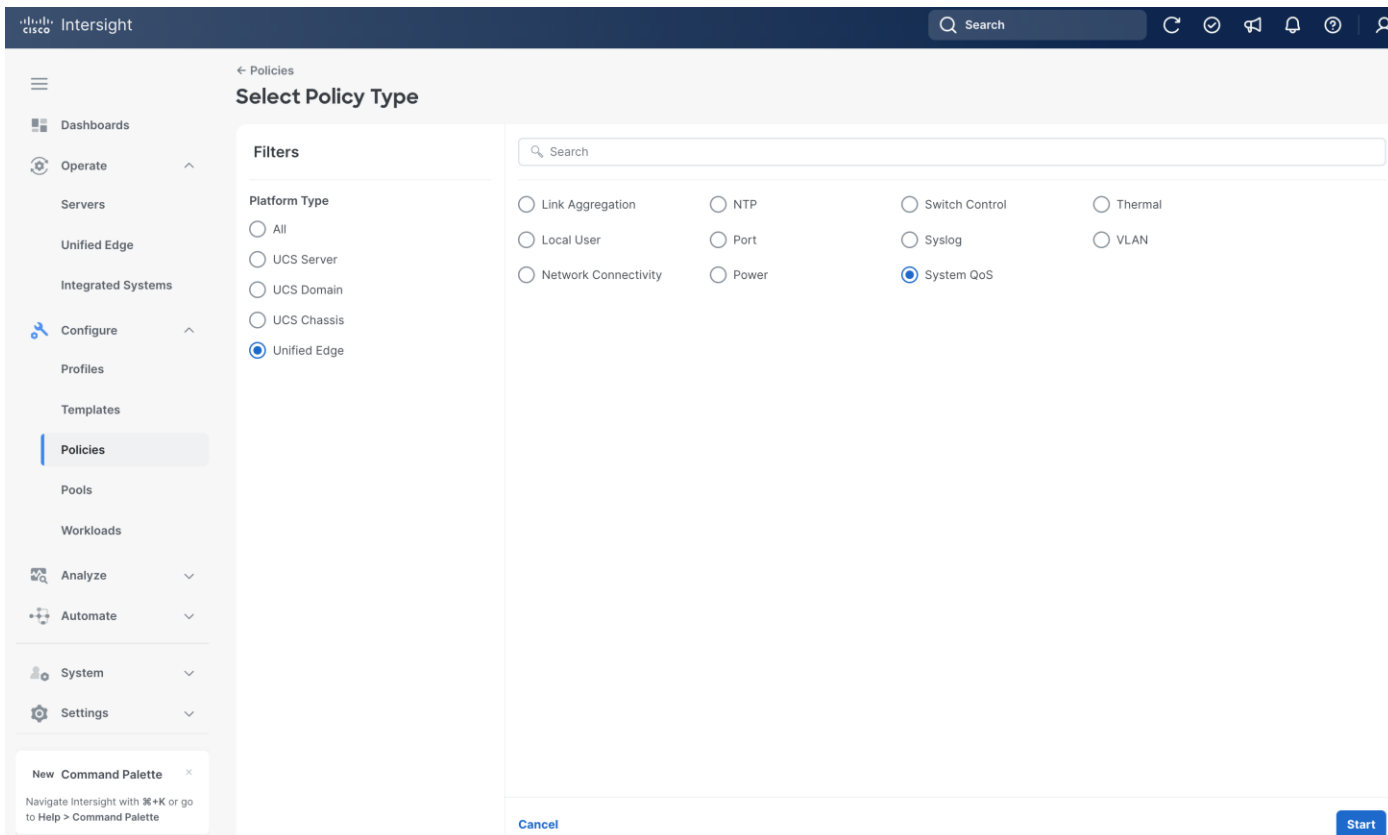 cisco Intersight
Search
← Policies
Select Policy Type
Dashboards
Operate
Servers
Unified Edge
Integrated Systems
Configure
Profiles
Templates
Policies
Pools
Workloads
Analyze
Automate
System
Settings
New Command Palette ×
Navigate Intersight with ⌘+K or go
to Help > Command Palette
Filters
Platform Type
All
UCS Server
UCS Domain
UCS Chassis
Unified Edge
Search
Link Aggregation NTP Switch Control Thermal
Local User Port Syslog VLAN
Network Connectivity Power System QoS
Cancel Start